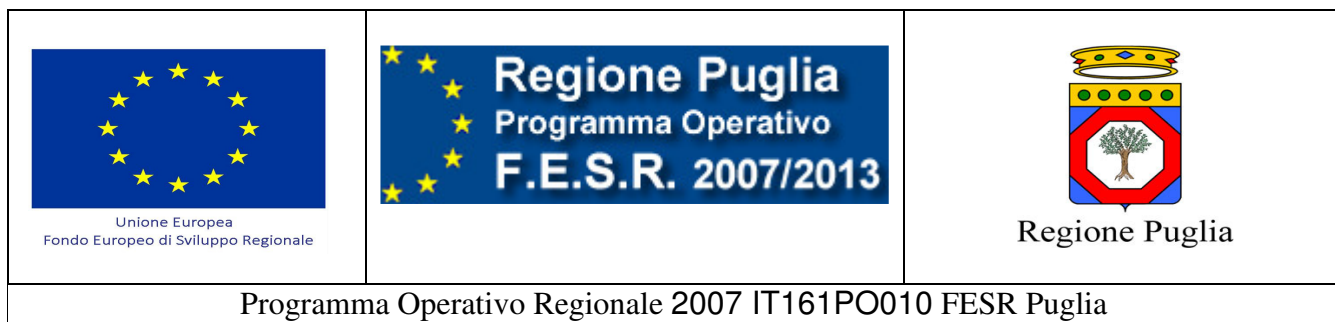 Unione Europea
Fondo Europeo di Sviluppo Regionale
Regione Puglia
Programma Operativo
F.E.S.R. 2007/2013
Regione Puglia
Programma Operativo Regionale 2007 IT161PO010 FESR Puglia